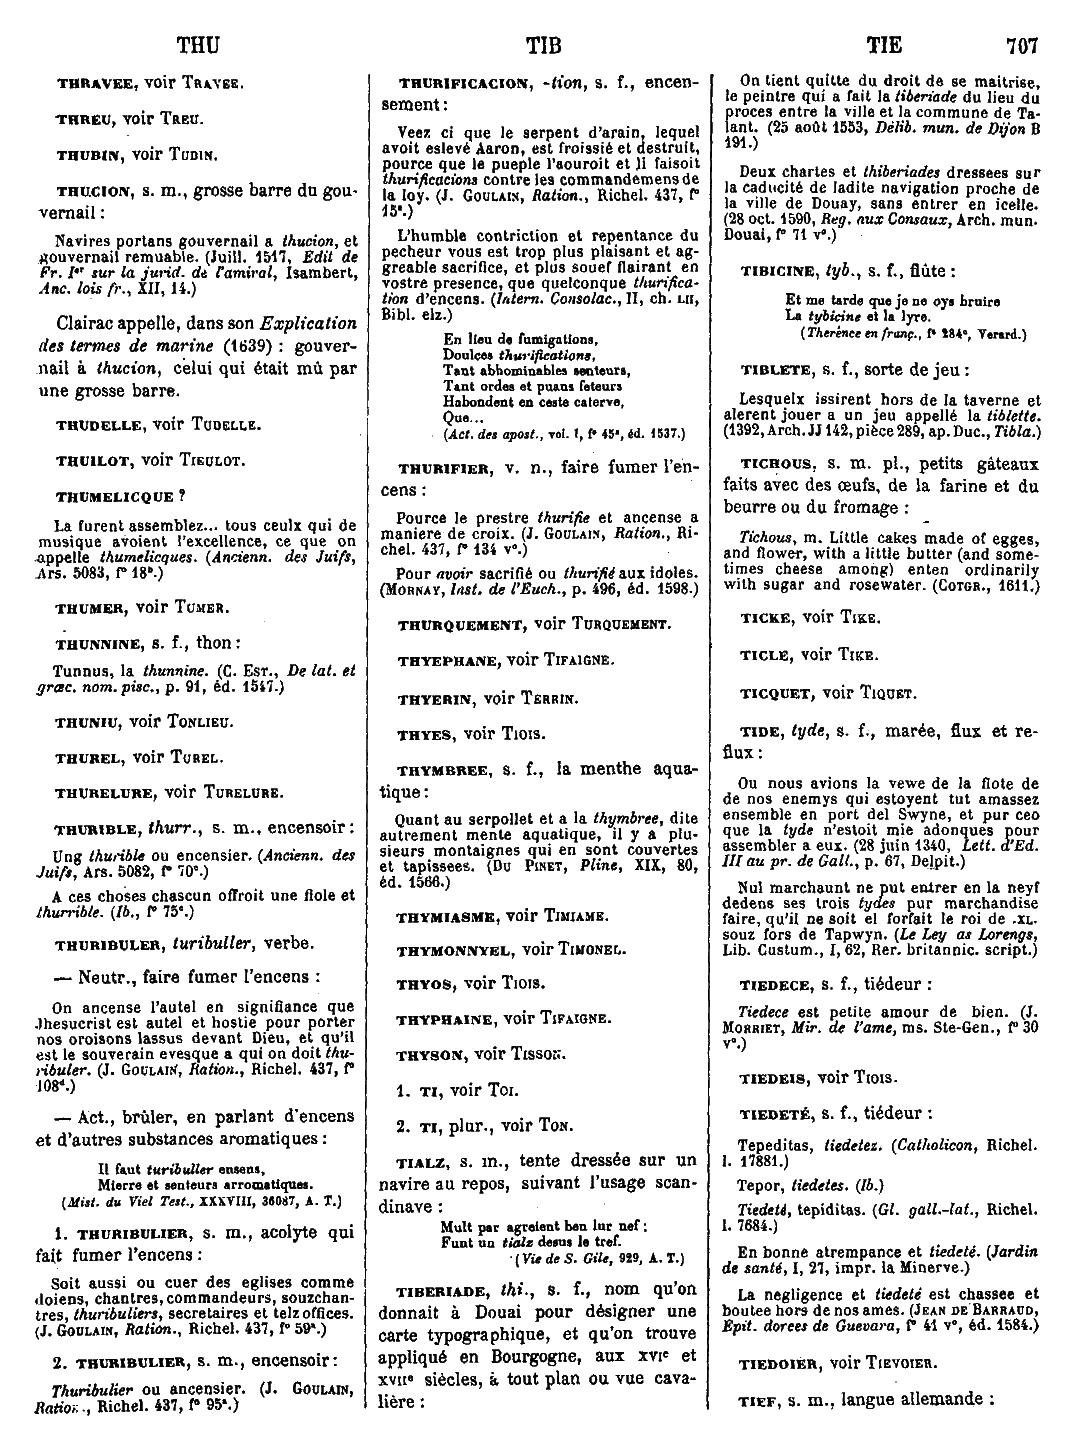 THU
TIB
TIE
707
THRAVEE, voir TRAVEE.
THREU, voir TREU.
THUBIN, voir TUDIN.
THUCION, s. m., grosse barre du gou-
vernail :
Navires portans gouvernail a thucion, et
gouvernail remuable. (Juill. 1517, Edit de
Fr. Ier sur la jurid. de l'amiral, Isambert,
Anc. lois fr., XII, 14.)
Clairac appelle, dans son Explication
des termes de marine (1639) : gouver-
nail à thucion, celui qui était mû par
une grosse barre.
THUDELLE, voir TUDELLE.
THUILOT, voir TIEULOT.
THUMELICQUE ?
La furent assemblez... tous ceulx qui de
musique avoient l'excellence, ce que on
appelle thumelicques. (Ancienn. des Juifs,
Ars. 5083, f° 18b.)
THUMER, voir TUMER.
THUNNINE, s. f., thon :
Tunnus, la thunnine. (C. EST., De lat. et
græc. nom. pisc., p. 91, éd. 1547.)
THUNIU, voir TONLIEU.
THUREL, voir TUREL.
THURELURE, voir TURELURE.
THURIBLE, thurr., s. m., encensoir :
Ung thurible ou encensier. (Ancienn. des
Juifs, Ars. 5082, f° 70c.)
A ces choses chascun offroit une fiole et
thurrible. (Ib., f° 75a.)
THURIBULER, turibuller, verbe.
— Neutr., faire fumer l'encens :
On ancense l'autel en signifiance que
Jhesucrist est autel et hostie pour porter
nos oroisons lassus devant Dieu, et qu'il
est le souverain evesque a qui on doit thu-
ribuler. (J. GOULAIN, Ration., Richel. 437, f°
108d.)
— Act., brûler, en parlant d'encens
et d'autres substances aromatiques :
Il faut turibuller ensens,
Mierre et senteurs arromatiques.
(Mist. du Viel Test., XXXVIII, 36087, A. T.)
1. THURIBULIER, s. m., acolyte qui
fait fumer l'encens :
Soit aussi ou cuer des eglises comme
doiens, chantres, commandeurs, souzchan-
tres, thuribuliers, secretaires et telz offices.
(J. GOULAIN, Ration., Richel. 437, f° 59a.)
2. THURIBULIER, s. m., encensoir :
Thuribulier ou ancensier. (J. GOULAIN,
Ration., Richel. 437, f° 95a.)
THURIFICACION, -tion, s. f., encen-
sement :
Veez ci que le serpent d'arain, lequel
avoit eslevé Aaron, est froissié et destruit,
pource que le pueple l'aouroit et li faisoit
thurificacions contre les commandemens de
la loy. (J. GOULAIN, Ration., Richel. 437, f°
15a.)
L'humble contriction et repentance du
pecheur vous est trop plus plaisant et ag-
greable sacrifice, et plus souef flairant en
vostre presence, que quelconque thurifica-
tion d'encens. (Intern. Consolac., II, ch. LII,
Bibl. elz.)
En lieu de fumigations,
Doulces thurifications,
Tant abhominables senteurs,
Tant ordes et puans feteurs
Habondent en ceste caterve,
Que...
(Act. des apost., vol. I, f° 45a, éd. 1537.)
THURIFIER, v. n., faire fumer l'en-
cens :
Pource le prestre thurifie et ancense a
maniere de croix. (J. GOULAIN, Ration., Ri-
chel. 437, f° 134 v°.)
Pour avoir sacrifié ou thurifié aux idoles.
(MORNAY, Inst. de l'Euch., p. 496, éd. 1598.)
THURQUEMENT, voir TURQUEMENT.
THYEPHANE, voir TIFAIGNE.
THYERIN, voir TERRIN.
THYES, voir TIOIS.
THYMBREE, s. f., la menthe aqua-
tique :
Quant au serpollet et a la thymbree, dite
autrement mente aquatique, il y a plu-
sieurs montaignes qui en sont couvertes
et tapissees. (DU PINET, Pline, XIX, 80,
éd. 1566.)
THYMIASME, voir TIMIAME.
THYMONNYEL, voir TIMONEL.
THYOS, voir TIOIS.
THYPHAINE, voir TIFAIGNE.
THYSON, voir TISSON.
1. TI, voir TOI.
2. TI, plur., voir TON.
TIALZ, s. m., tente dressée sur un
navire au repos, suivant l'usage scan-
dinave :
Mult par agreient ben lur nef ;
Funt un tialz desus le tref.
(Vie de S. Gile, 929, A. T.)
TIBERIADE, thi., s. f., nom qu'on
donnait à Douai pour désigner une
carte typographique, et qu'on trouve
appliqué en Bourgogne, aux XVIe et
XVIIe siècles, à tout plan ou vue cava-
lière :
On tient quitte du droit de se maitrise,
le peintre qui a fait la tiberiade du lieu du
proces entre la ville et la commune de Ta-
lant. (25 août 1553, Délib. mun. de Dijon B
191.)
Deux chartes et thiberiades dressees sur
la caducité de ladite navigation proche de
la ville de Douay, sans entrer en icelle.
(28 oct. 1590, Reg. aux Consaux, Arch. mun.
Douai, f° 71 v°.)
TIBICINE, tyb., s. f., flûte :
Et me tarde que je ne oys bruire
La tybicine et la lyre.
(Therence en franç., f° 284a, Verard.)
TIBLETE, s. f., sorte de jeu :
Lesquelx issirent hors de la taverne et
alerent jouer a un jeu appellé la tiblette.
(1392, Arch. JJ 142, pièce 289, ap. Duc., Tibla.)
TICHOUS, s. m. pl., petits gâteaux
faits avec des œufs, de la farine et du
beurre ou du fromage :
Tichous, m. Little cakes made of egges,
and flower, with a little butter (and some-
times cheese among) enten ordinarily
with sugar and rosewater. (COTGR., 1611.)
TICKE, voir TIKE.
TICLE, voir TIKE.
TICQUET, voir TIQUET.
TIDE, tyde, s. f., marée, flux et re-
flux :
Ou nous avions la vewe de la flote de
de nos enemys qui estoyent tut amassez
ensemble en port del Swyne, et pur ceo
que la tyde n'estoit mie adonques pour
assembler a eux. (28 juin 1340, Lett. d'Ed.
III au pr. de Gall., p. 67, Delpit.)
Nul marchaunt ne put entrer en la neyf
dedens ses trois tydes pur marchandise
faire, qu'il ne soit el forfait le roi de .XL.
souz fors de Tapwyn. (Le Ley as Lorengs,
Lib. Custum., I, 62, Rer. britannic. script.)
TIEDECE, s. f., tiédeur :
Tiedece est petite amour de bien. (J.
MORRIET, Mir. de l'ame, ms. Ste-Gen., f° 30
v°.)
TIEDEIS, voir TIOIS.
TIEDETÉ, s. f., tiédeur :
Tepeditas, tiedetez. (Catholicon, Richel.
l. 17881.)
Tepor, tiedetes. (Ib.)
Tiedeté, tepiditas. (Gl. gall.-lat., Richel.
l. 7684.)
En bonne atrempance et tiedeté. (Jardin
de santé, I, 27, impr. la Minerve.)
La negligence et tiedeté est chassee et
boutee hors de nos ames. (JEAN DE BARRAUD,
Epit. dorees de Guevara, f° 41 v°, éd. 1584.)
TIEDOIER, voir TIEVOIER.
TIEF, s. m., langue allemande :